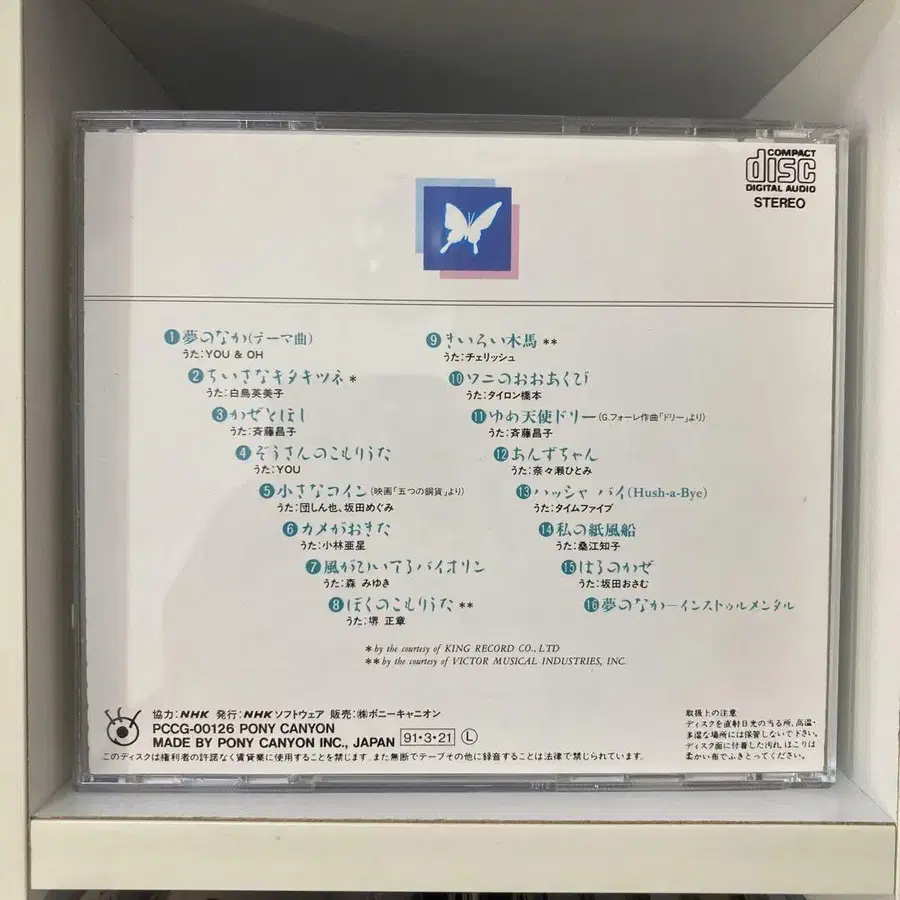 COMPACT
disc
DIGITAL AUDIO
STEREO
1 夢のなか(テーマ曲)
うた:YOU & OH
2 ちいさなキタキツネ*
うた:白鳥英美子
3 かぜとほし
うた:斉藤昌子
4 ぞうさんのこもりうた
うた:YOU
5 小さなコイン(映画「五つの銅貨」より)
うた:団しん也、坂田めぐみ
6 カメがおきた
うた:小林亜星
7 風がひいてるバイオリン
うた:森 みゆき
8 ぼくのこもりうた**
うた:堺 正章
9 きいろい木馬**
うた:チェリッシュ
10 ワニのおおあくび
うた:タイロン橋本
11 ゆめ天使ドリー(G.フォーレ作曲「ドリー」より)
うた:斉藤昌子
12 あんずちゃん
うた:奈々瀬ひとみ
13 ハッシャ バイ(Hush-a-Bye)
うた:タイムファイブ
14 私の紙風船
うた:桑江知子
15 はるのかぜ
うた:坂田おさむ
16 夢のなか—インストゥルメンタル
*by the courtesy of KING RECORD CO., LTD
**by the courtesy of VICTOR MUSICAL INDUSTRIES, INC.
協力:NHK 発行:NHKソフトウェア 販売:㈱ポニーキャニオン
PCCG-00126 PONY CANYON
MADE BY PONY CANYON INC., JAPAN 91・3・21 Ⓛ
このディスクは権利者の許諾なく賃貸業に使用することを禁じます。また無断でテープその他に録音することは法律で禁じられています。
取扱上の注意
ディスクを直射日光の当る所、高温・
多湿な場所には保管しないで下さい。
ディスク面に付着した汚れ、ほこりは
柔かい布でふきとってください。